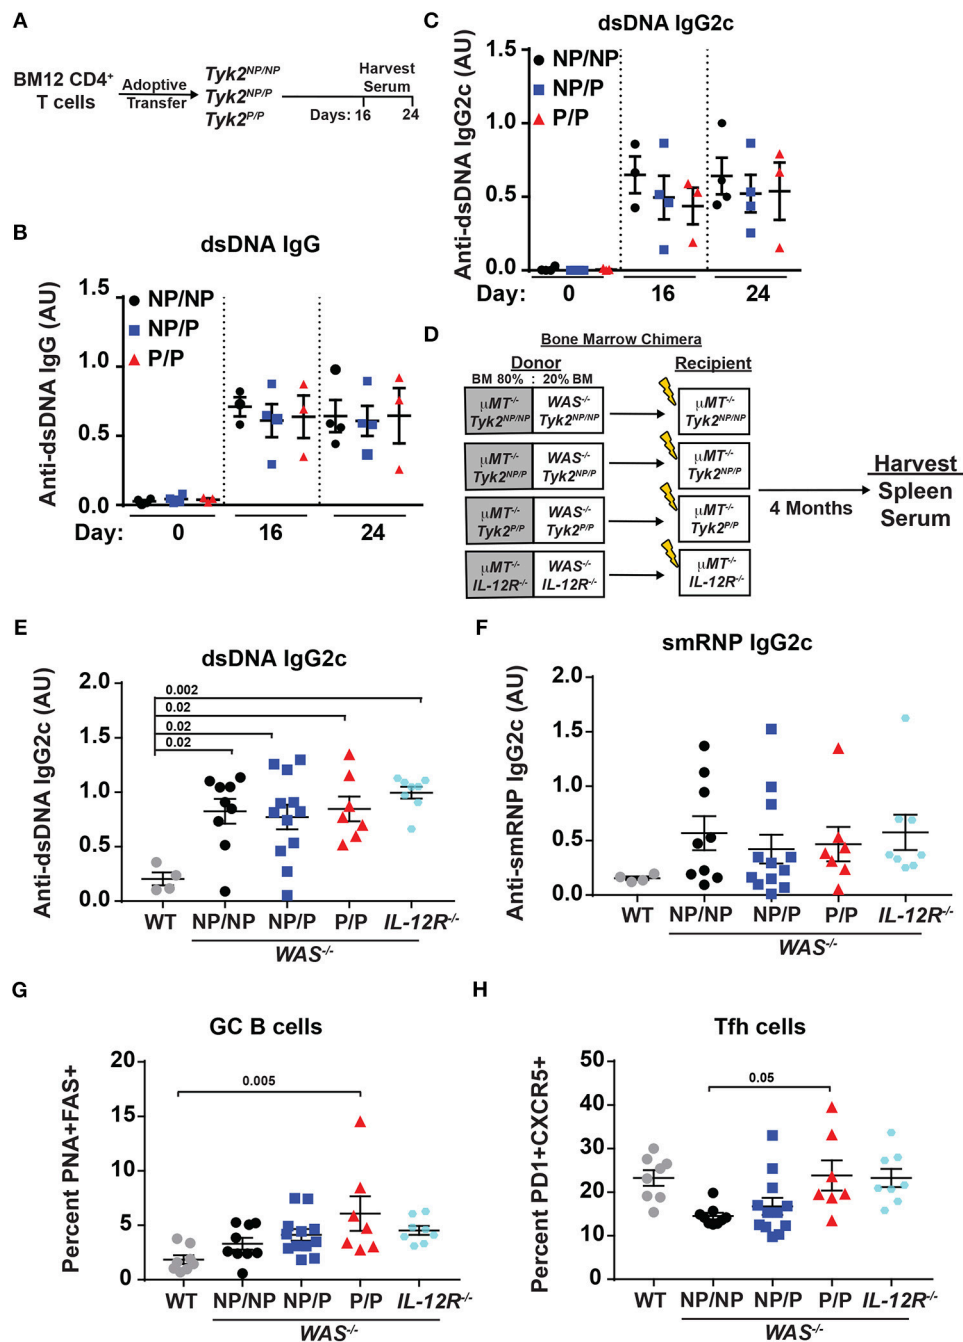 A
BM12 CD4+
T cells
Adoptive
Transfer
Tyk2NP/NP
Tyk2NP/P
Tyk2P/P
Harvest
Serum
Days: 16 24
B
dsDNA IgG
Anti-dsDNA IgG (AU)
1.5
1.0
0.5
0.0
NP/NP
NP/P
P/P
Day: 0 16 24
C
dsDNA IgG2c
Anti-dsDNA IgG2c (AU)
1.5
1.0
0.5
0.0
NP/NP
NP/P
P/P
Day: 0 16 24
D
Bone Marrow Chimera
Donor Recipient
BM 80% : 20% BM
μMT-/- WAS-/- μMT-/-
Tyk2NP/NP Tyk2NP/NP Tyk2NP/NP
μMT-/- WAS-/- μMT-/-
Tyk2NP/P Tyk2NP/P Tyk2NP/P
μMT-/- WAS-/- μMT-/-
Tyk2P/P Tyk2P/P Tyk2P/P
μMT-/- WAS-/- μMT-/-
IL-12R-/- IL-12R-/- IL-12R-/-
4 Months
Harvest
Spleen
Serum
E
dsDNA IgG2c
Anti-dsDNA IgG2c (AU)
2.0
1.5
1.0
0.5
0.0
0.002
0.02
0.02
0.02
WT NP/NP NP/P P/P IL-12R-/-
WAS-/-
F
smRNP IgG2c
Anti-smRNP IgG2c (AU)
2.0
1.5
1.0
0.5
0.0
WT NP/NP NP/P P/P IL-12R-/-
WAS-/-
G
GC B cells
Percent PNA+FAS+
20
15
10
5
0
0.005
WT NP/NP NP/P P/P IL-12R-/-
WAS-/-
H
Tfh cells
Percent PD1+CXCR5+
50
40
30
20
10
0
0.05
WT NP/NP NP/P P/P IL-12R-/-
WAS-/-